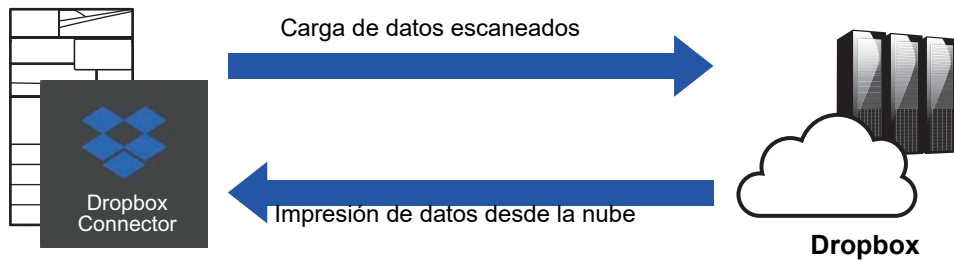 Carga de datos escaneados
Dropbox
Connector
Impresión de datos desde la nube
Dropbox